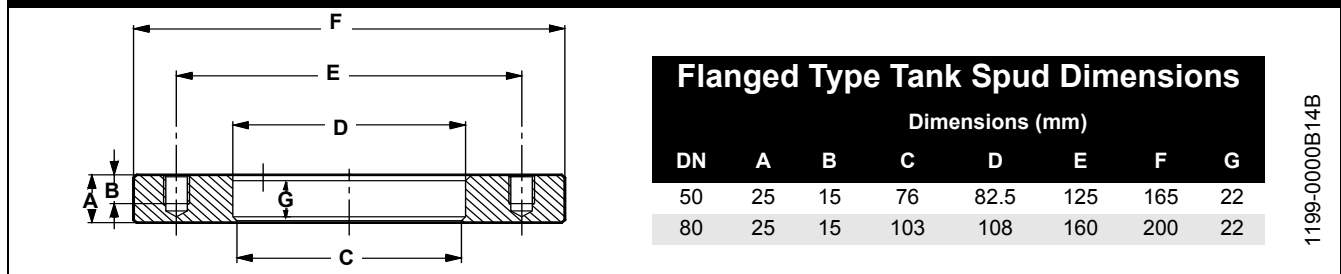 F
E
D
B
A
G
C
Flanged Type Tank Spud Dimensions
Dimensions (mm)
DN A B C D E F G
50 25 15 76 82.5 125 165 22
80 25 15 103 108 160 200 22
1199-0000B14B